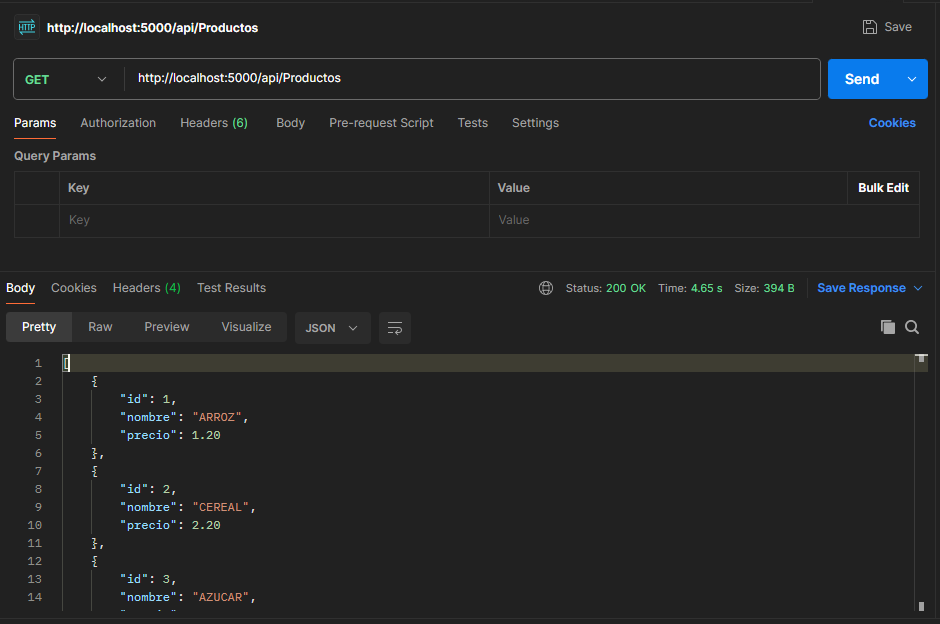 HTTP http://localhost:5000/api/Productos Save
GET http://localhost:5000/api/Productos Send
Params Authorization Headers (6) Body Pre-request Script Tests Settings Cookies
Query Params
Key Value Bulk Edit
Key Value
Body Cookies Headers (4) Test Results Status: 200 OK Time: 4.65 s Size: 394 B Save Response
Pretty Raw Preview Visualize JSON
1 [
2 {
3 "id": 1,
4 "nombre": "ARROZ",
5 "precio": 1.20
6 },
7 {
8 "id": 2,
9 "nombre": "CEREAL",
10 "precio": 2.20
11 },
12 {
13 "id": 3,
14 "nombre": "AZUCAR",